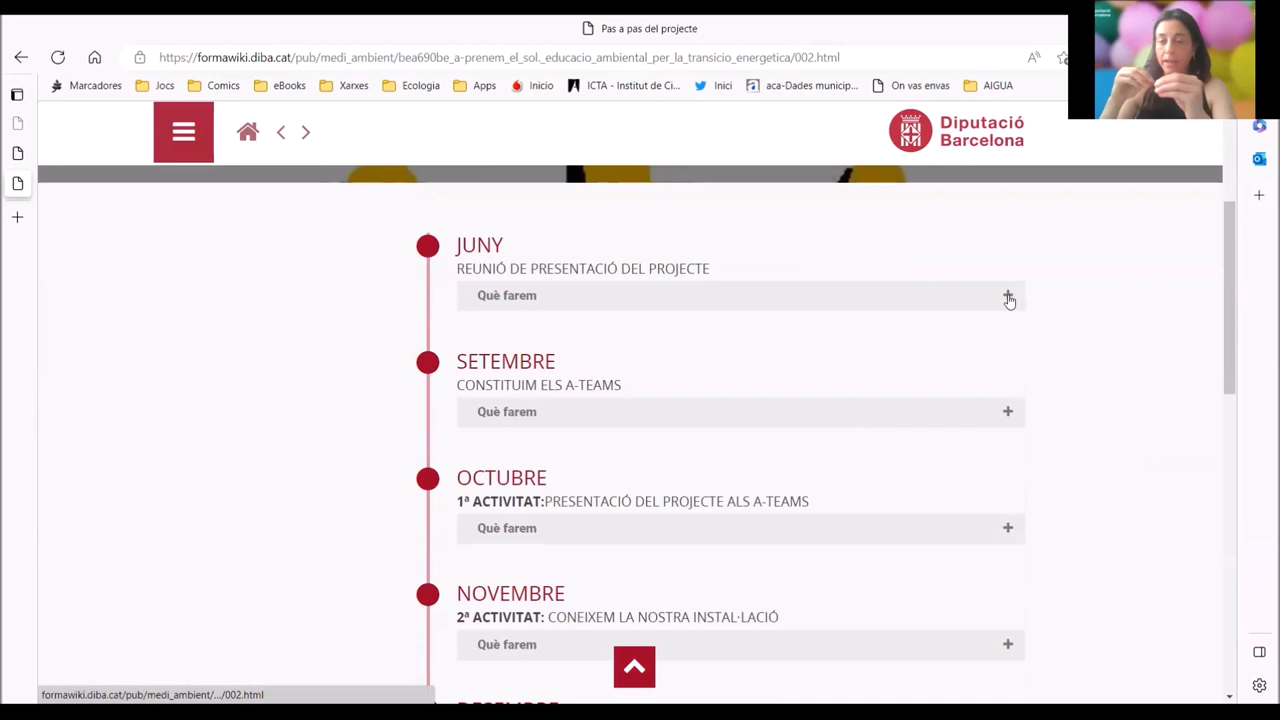 Pas a pas del projecte
https://formawiki.diba.cat/pub/medi_ambient/bea690be_a-prenem_el_sol._educacio_ambiental_per_la_transicio_energetica/002.html
Marcadores Jocs Comics eBooks Xarxes Ecologia Apps Inicio ICTA - Institut de Ci... Inici aca-Dades municip... On vas envas AIGUA
Diputació
Barcelona
Diputació
Barcelona
JUNY
REUNIÓ DE PRESENTACIÓ DEL PROJECTE
Què farem
SETEMBRE
CONSTITUIM ELS A-TEAMS
Què farem
OCTUBRE
1ª ACTIVITAT:PRESENTACIÓ DEL PROJECTE ALS A-TEAMS
Què farem
NOVEMBRE
2ª ACTIVITAT: CONEIXEM LA NOSTRA INSTAL·LACIÓ
Què farem
formawiki.diba.cat/pub/medi_ambient/.../002.html